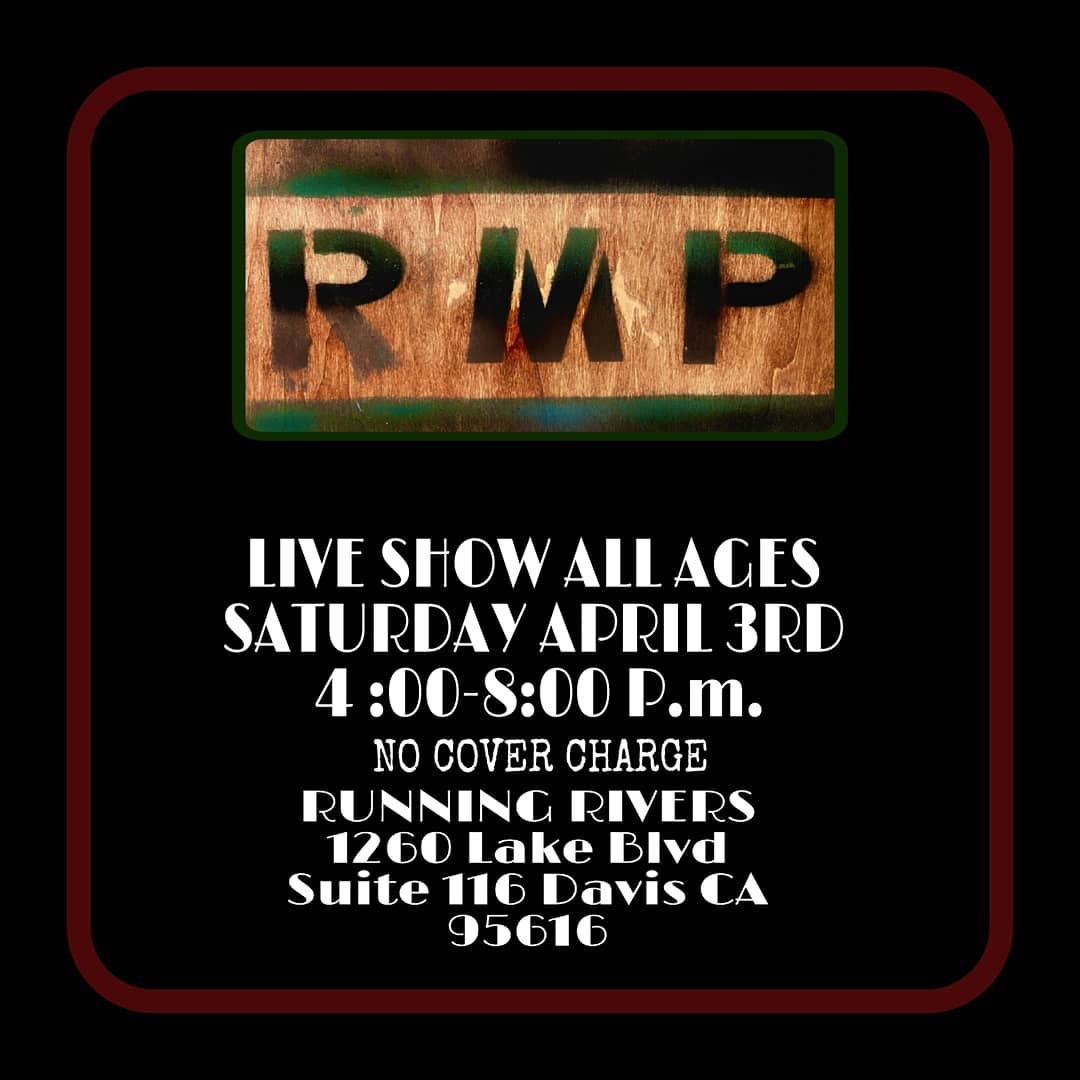 RMP
LIVE SHOW ALL AGES
SATURDAY APRIL 3RD
4 :00-8:00 P.m.
NO COVER CHARGE
RUNNING RIVERS
1260 Lake Blvd
Suite 116 Davis CA
95616